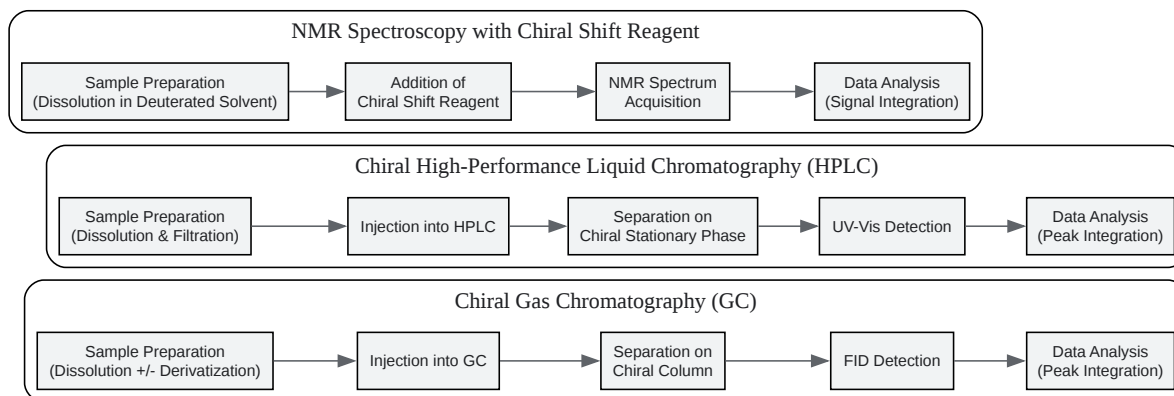 NMR Spectroscopy with Chiral Shift Reagent
Sample Preparation
(Dissolution in Deuterated Solvent)
Addition of
Chiral Shift Reagent
NMR Spectrum
Acquisition
Data Analysis
(Signal Integration)
Chiral High-Performance Liquid Chromatography (HPLC)
Sample Preparation
(Dissolution & Filtration)
Injection into HPLC
Separation on
Chiral Stationary Phase
UV-Vis Detection
Data Analysis
(Peak Integration)
Chiral Gas Chromatography (GC)
Sample Preparation
(Dissolution +/- Derivatization)
Injection into GC
Separation on
Chiral Column
FID Detection
Data Analysis
(Peak Integration)